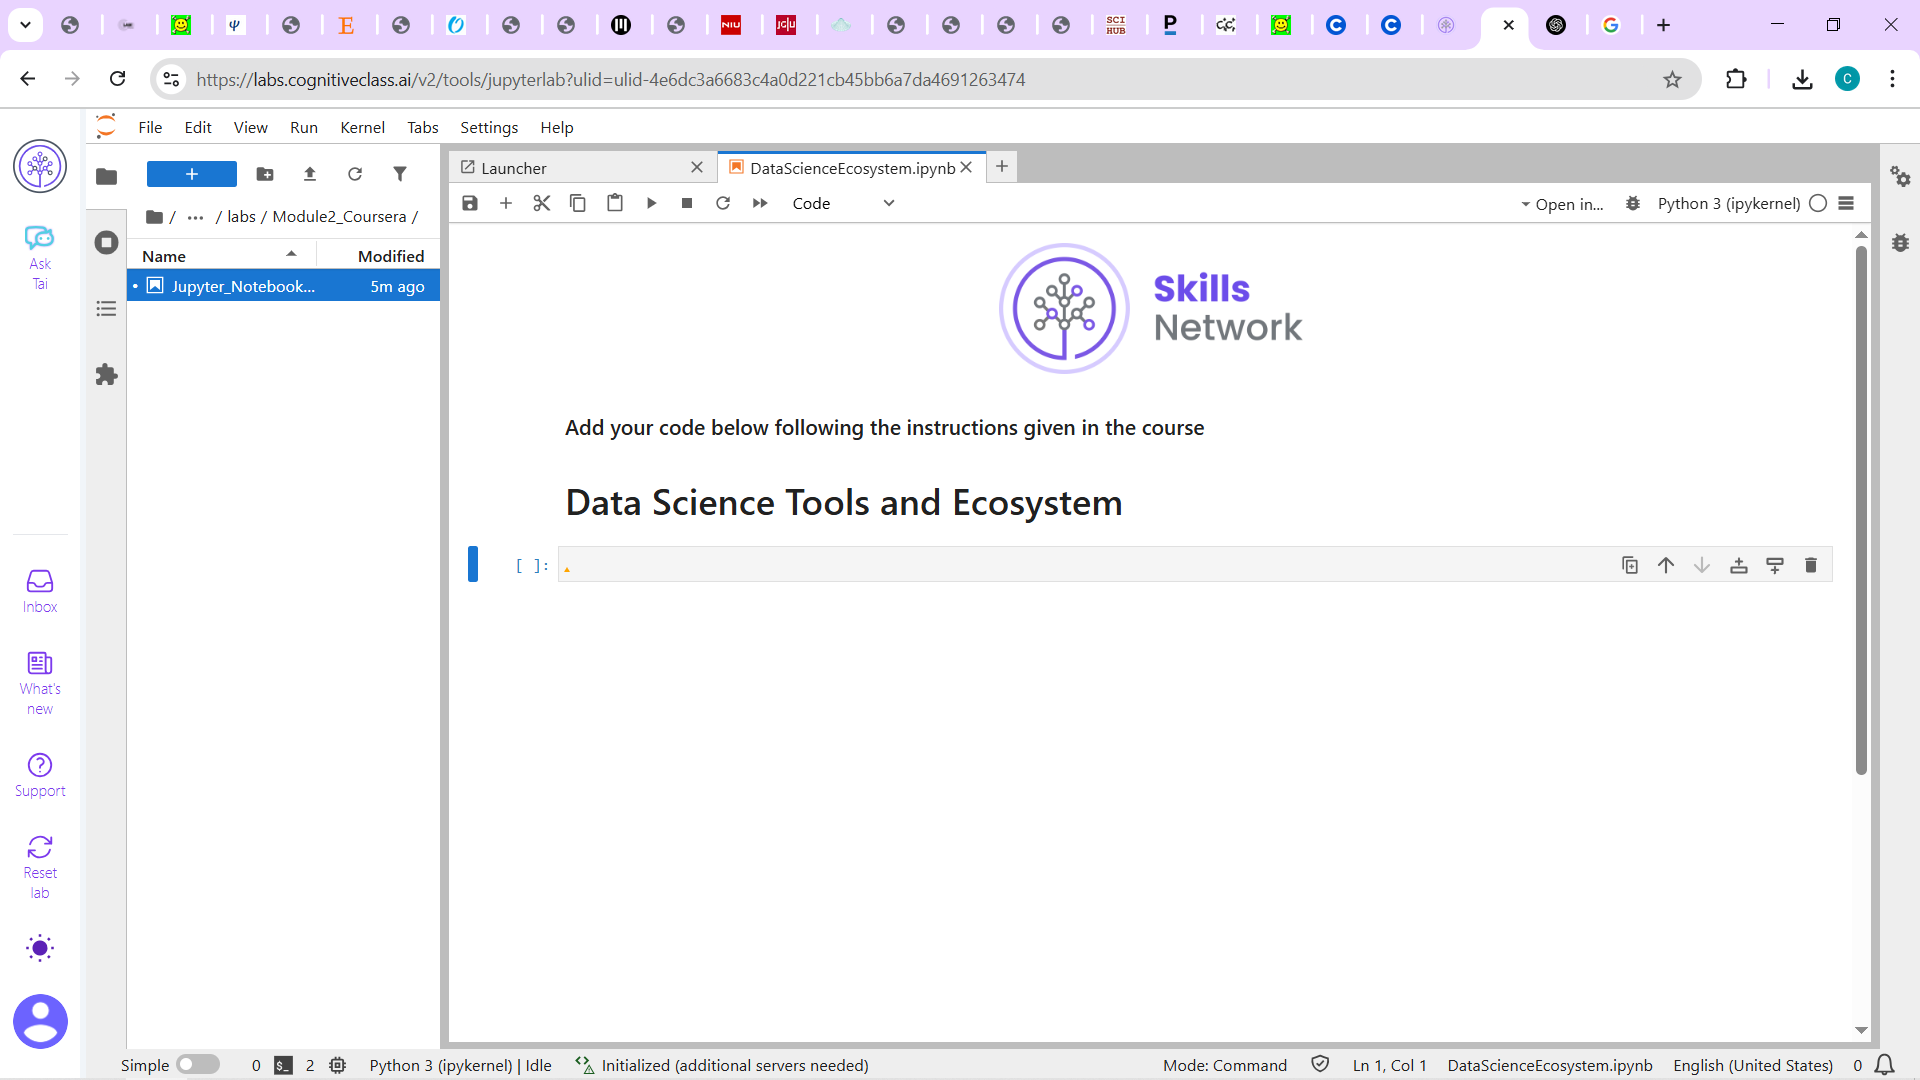 SCI
HUB
NIU
JC|U
https://labs.cognitiveclass.ai/v2/tools/jupyterlab?ulid=ulid-4e6dc3a6683c4a0d221cb45bb6a7da4691263474
C
File Edit View Run Kernel Tabs Settings Help
Launcher
DataScienceEcosystem.ipynb
+
Code
Open in...
Python 3 (ipykernel)
/ ... / labs / Module2_Coursera /
Name Modified
Jupyter_Notebook... 5m ago
Ask
Tai
Inbox
What's
new
Support
Reset
lab
Skills
Network
Add your code below following the instructions given in the course
Data Science Tools and Ecosystem
[ ]:
Simple 0 2 Python 3 (ipykernel) | Idle Initialized (additional servers needed) Mode: Command Ln 1, Col 1 DataScienceEcosystem.ipynb English (United States) 0